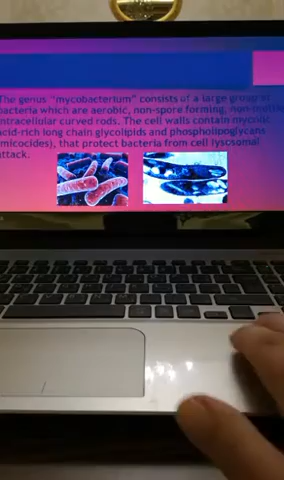 The genus "mycobacterium" consists of a large group of
bacteria which are aerobic, non-spore forming, non-motile
intracellular curved rods. The cell walls contain mycolic
acid-rich long chain glycolipids and phospholipoglycans
(micocides), that protect bacteria from cell lysosomal
attack.